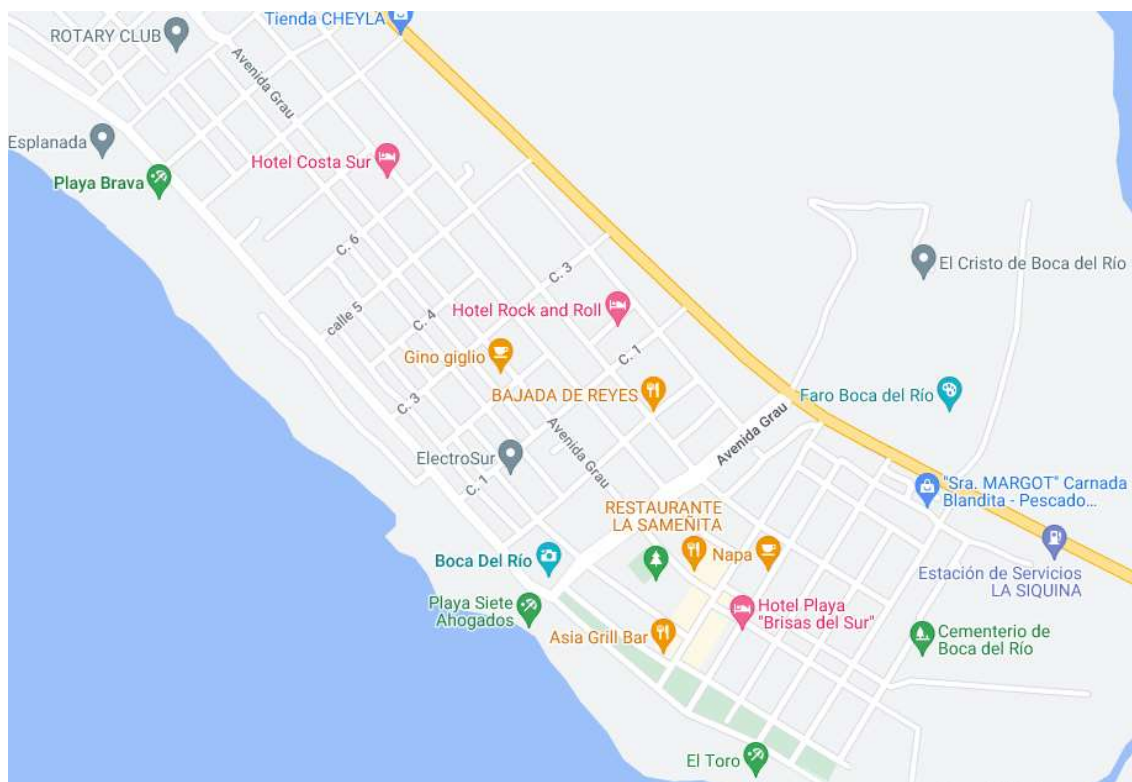 Tienda CHEYLA
ROTARY CLUB
Avenida Grau
Esplanada
Hotel Costa Sur
Playa Brava
C. 6
El Cristo de Boca del Río
C. 3
calle 5
Hotel Rock and Roll
C. 4
Gino giglio
C. 1
BAJADA DE REYES
Faro Boca del Río
C. 3
Avenida Grau
Avenida Grau
ElectroSur
C. 1
"Sra. MARGOT" Carnada
Blandita - Pescado...
RESTAURANTE
LA SAMEÑITA
Boca Del Río
Napa
Estación de Servicios
LA SIQUINA
Playa Siete
Ahogados
Hotel Playa
"Brisas del Sur"
Asia Grill Bar
Cementerio de
Boca del Río
El Toro